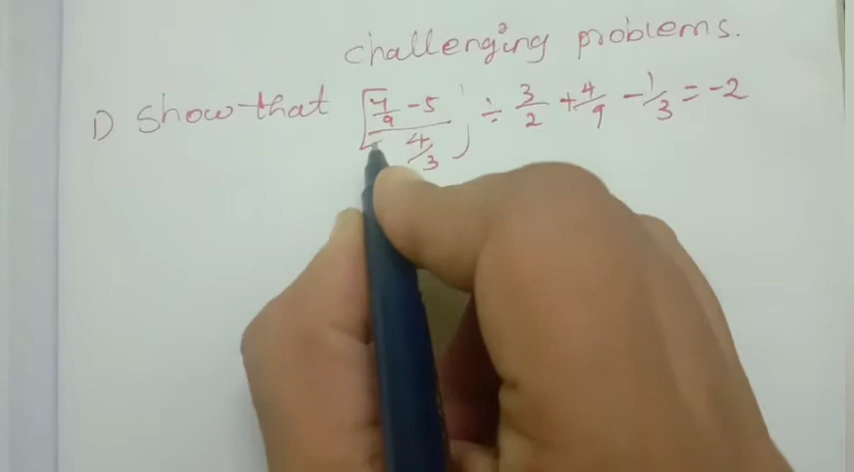 challenging problems.
1) Show that [(7/9 - 5)/(4/3)] ÷ 3/2 + 4/9 - 1/3 = -2